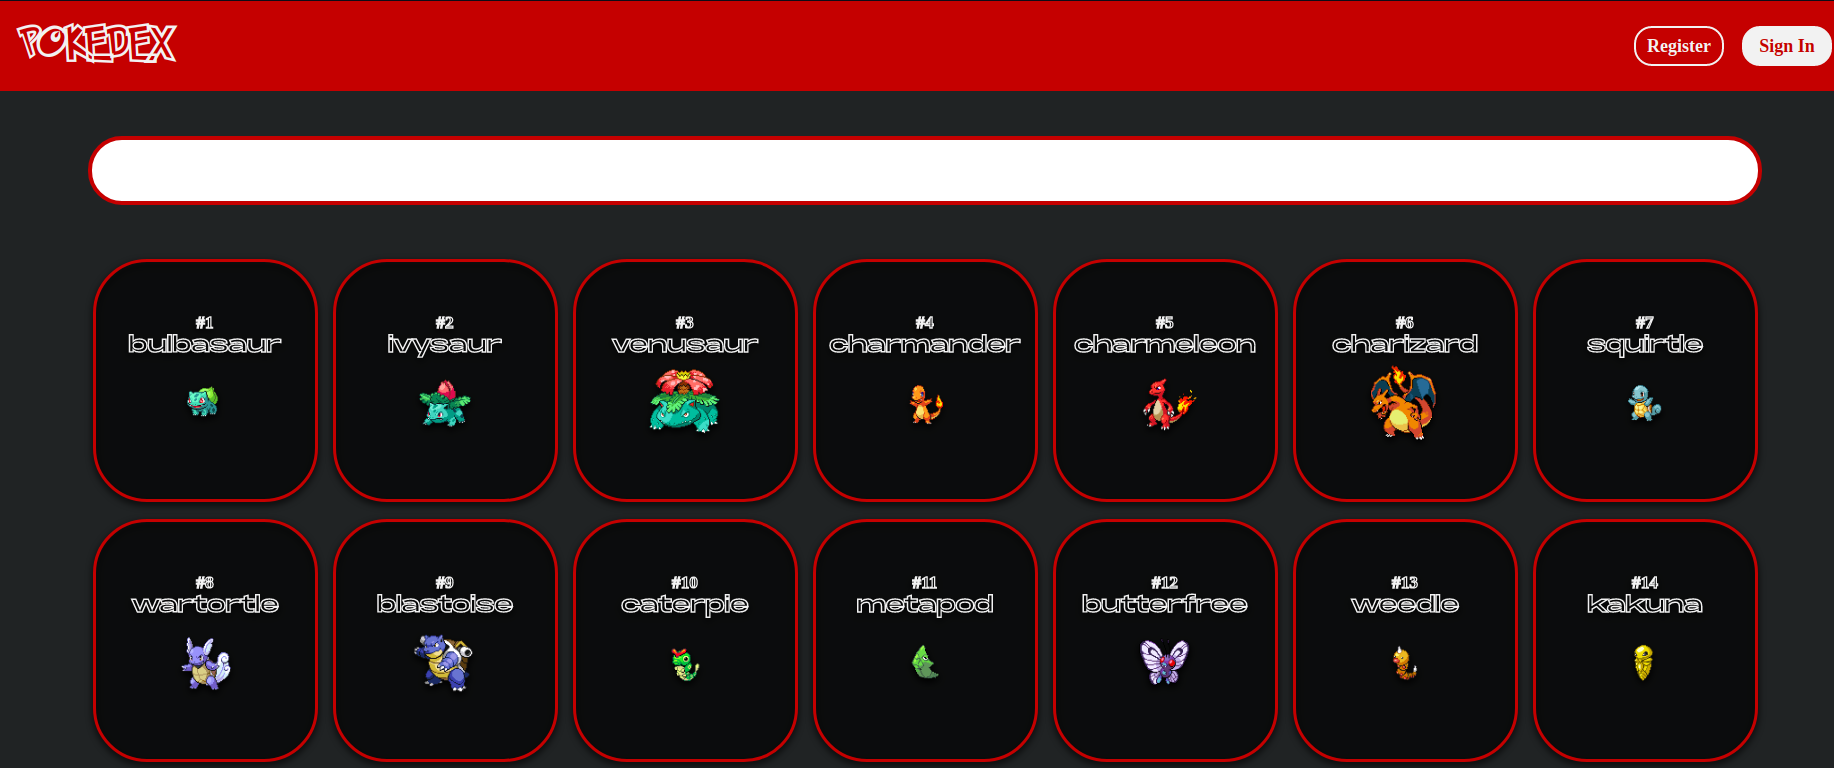 POKEDEX
Register
Sign In
#1
bulbasaur
#2
ivysaur
#3
venusaur
#4
charmander
#5
charmeleon
#6
charizard
#7
squirtle
#8
wartortle
#9
blastoise
#10
caterpie
#11
metapod
#12
butterfree
#13
weedle
#14
kakuna